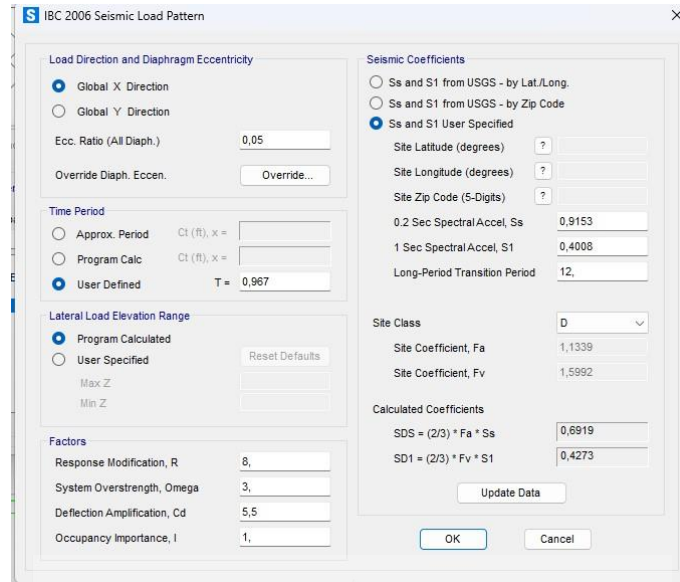 IBC 2006 Seismic Load Pattern
Load Direction and Diaphragm Eccentricity
Global X Direction
Global Y Direction
Ecc. Ratio (All Diaph.) 0,05
Override Diaph. Eccen. Override...
Time Period
Approx. Period Ct (ft), x =
Program Calc Ct (ft), x =
User Defined T = 0,967
Lateral Load Elevation Range
Program Calculated
User Specified Reset Defaults
Max Z
Min Z
Factors
Response Modification, R 8,
System Overstrength, Omega 3,
Deflection Amplification, Cd 5,5
Occupancy Importance, I 1,
Seismic Coefficients
Ss and S1 from USGS - by Lat./Long.
Ss and S1 from USGS - by Zip Code
Ss and S1 User Specified
Site Latitude (degrees) ?
Site Longitude (degrees) ?
Site Zip Code (5-Digits) ?
0.2 Sec Spectral Accel, Ss 0,9153
1 Sec Spectral Accel, S1 0,4008
Long-Period Transition Period 12,
Site Class D
Site Coefficient, Fa 1,1339
Site Coefficient, Fv 1,5992
Calculated Coefficients
SDS = (2/3) * Fa * Ss 0,6919
SD1 = (2/3) * Fv * S1 0,4273
Update Data
OK Cancel